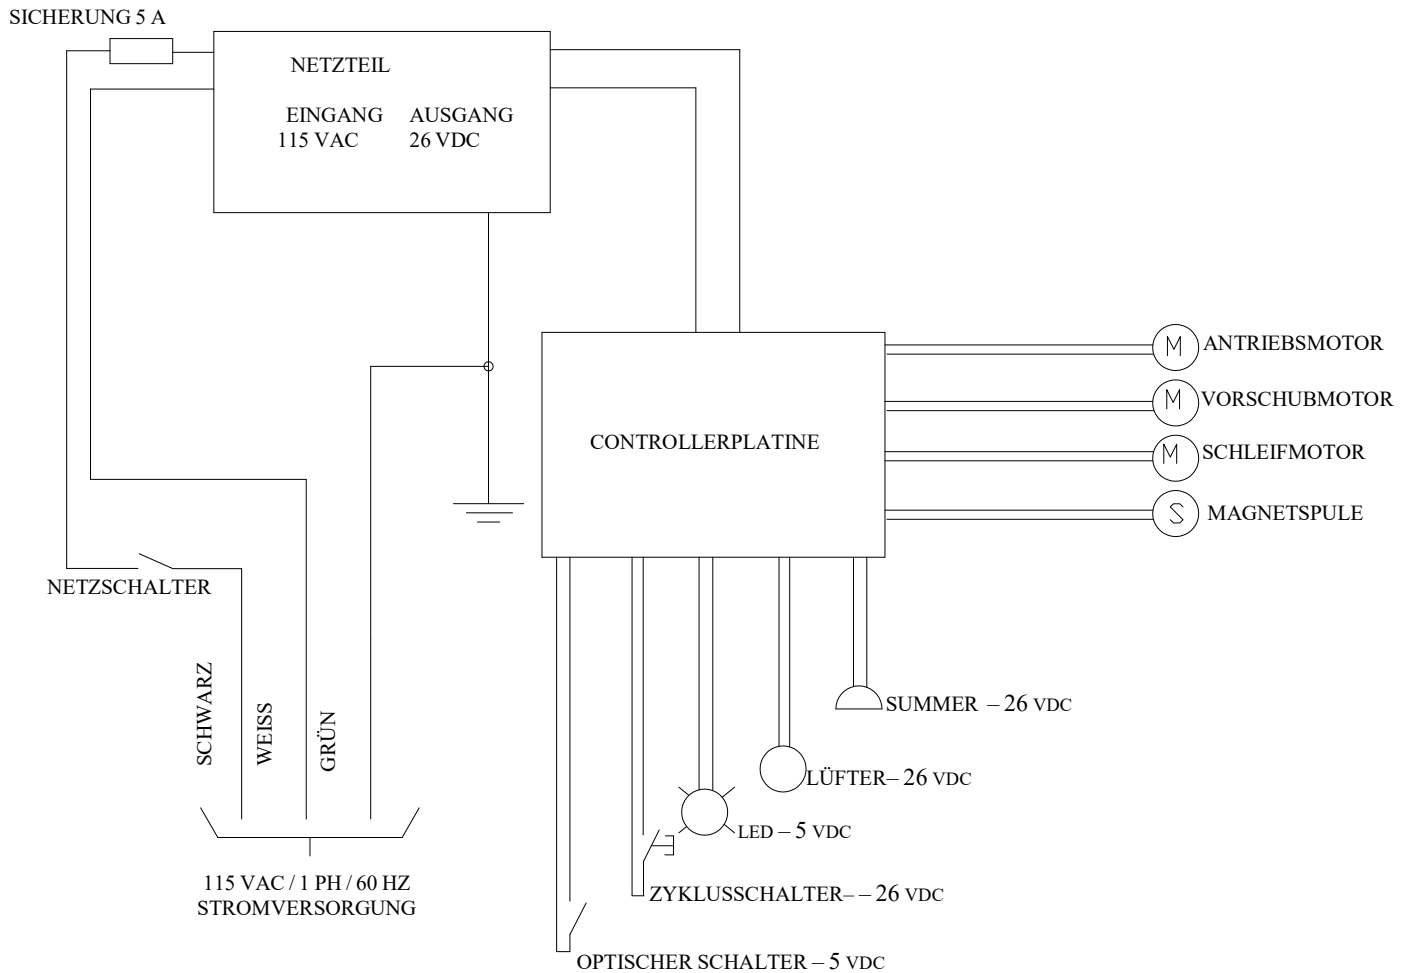 SICHERUNG 5 A
NETZTEIL
EINGANG AUSGANG
115 VAC 26 VDC
ANTRIEBSMOTOR
M
VORSCHUBMOTOR
M
CONTROLLERPLATINE
SCHLEIFMOTOR
M
MAGNETSPULE
S
NETZSCHALTER
SCHWARZ
WEISS
GRÜN
SUMMER – 26 VDC
LÜFTER– 26 VDC
LED – 5 VDC
115 VAC / 1 PH / 60 HZ
STROMVERSORGUNG
ZYKLUSSCHALTER– – 26 VDC
OPTISCHER SCHALTER – 5 VDC